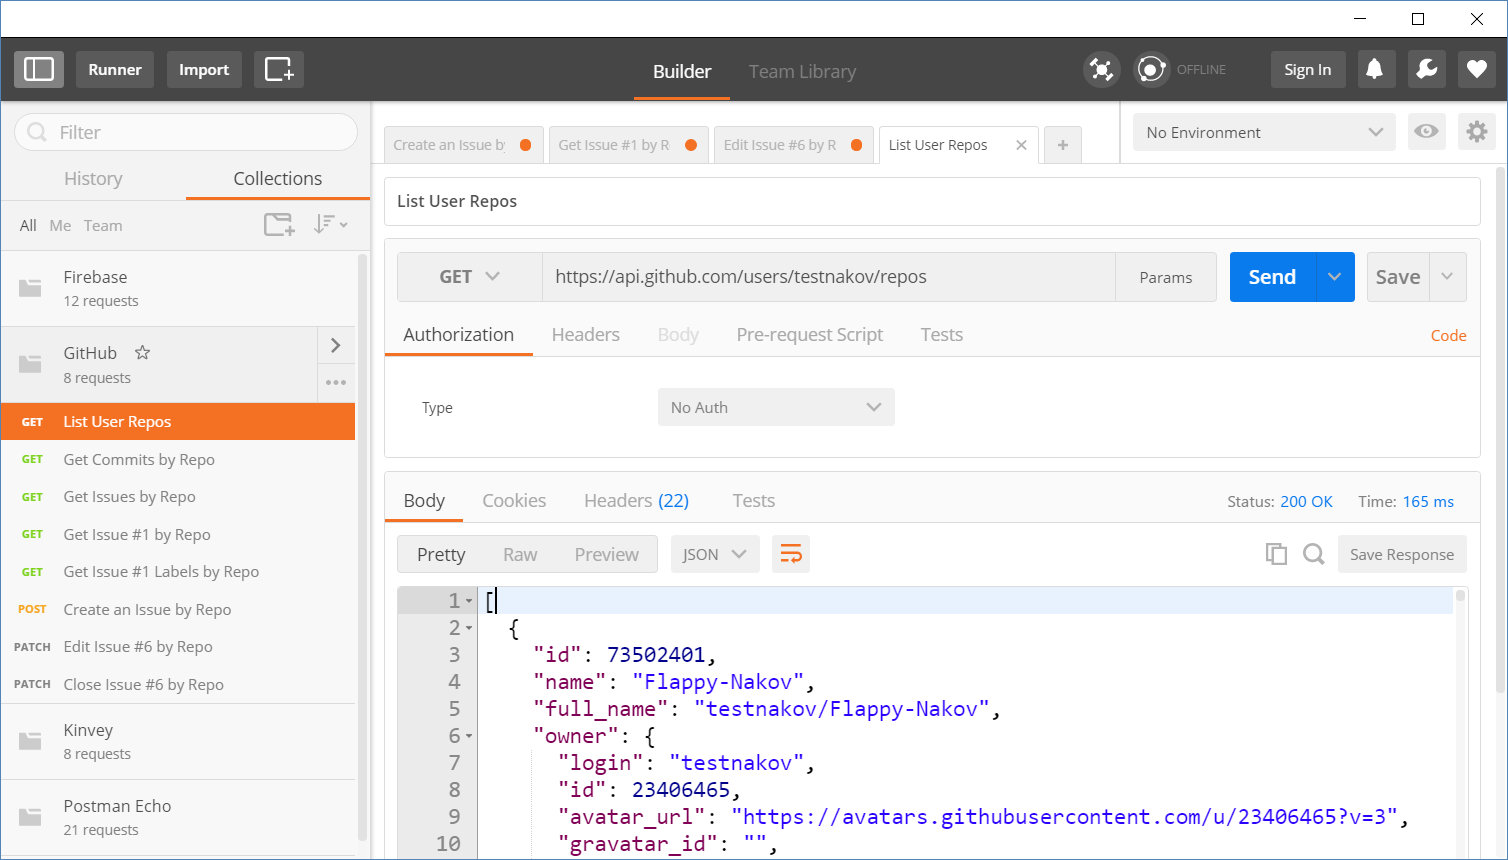 Runner Import Builder Team Library OFFLINE Sign In
Filter
History Collections
All Me Team
Firebase
12 requests
GitHub
8 requests
GET List User Repos
GET Get Commits by Repo
GET Get Issues by Repo
GET Get Issue #1 by Repo
GET Get Issue #1 Labels by Repo
POST Create an Issue by Repo
PATCH Edit Issue #6 by Repo
PATCH Close Issue #6 by Repo
Kinvey
8 requests
Postman Echo
21 requests
Create an Issue by Get Issue #1 by R Edit Issue #6 by R List User Repos
No Environment
List User Repos
GET https://api.github.com/users/testnakov/repos Params Send Save
Authorization Headers Body Pre-request Script Tests Code
Type No Auth
Body Cookies Headers (22) Tests Status: 200 OK Time: 165 ms
Pretty Raw Preview JSON Save Response
1 [
2 {
3 "id": 73502401,
4 "name": "Flappy-Nakov",
5 "full_name": "testnakov/Flappy-Nakov",
6 "owner": {
7 "login": "testnakov",
8 "id": 23406465,
9 "avatar_url": "https://avatars.githubusercontent.com/u/23406465?v=3",
10 "gravatar_id": "",